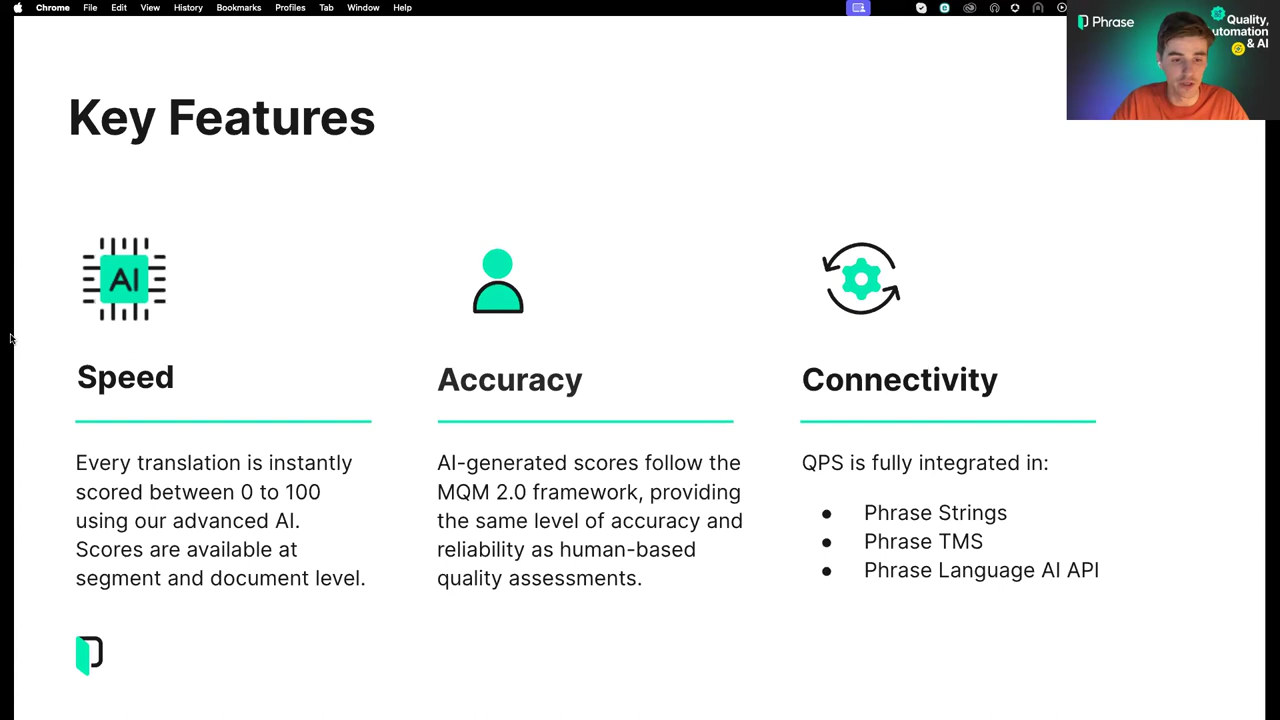 Chrome File Edit View History Bookmarks Profiles Tab Window Help
Phrase
Quality,
utomation
& AI
Key Features
AI
Speed
Every translation is instantly
scored between 0 to 100
using our advanced AI.
Scores are available at
segment and document level.
Accuracy
AI-generated scores follow the
MQM 2.0 framework, providing
the same level of accuracy and
reliability as human-based
quality assessments.
Connectivity
QPS is fully integrated in:
● Phrase Strings
● Phrase TMS
● Phrase Language AI API